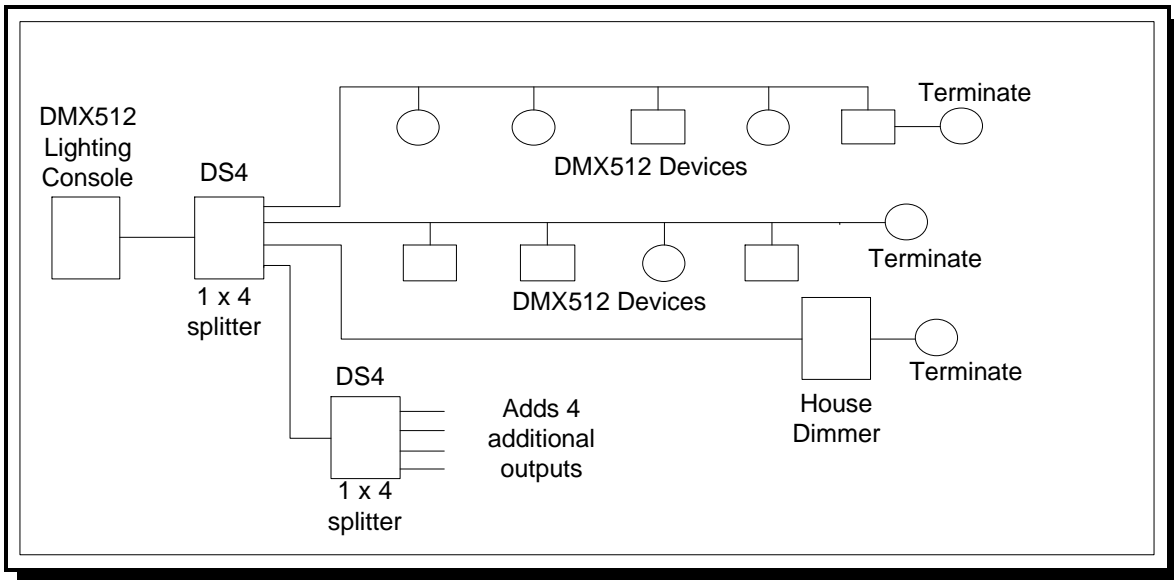 DMX512
Lighting
Console
DS4
1 x 4
splitter
Terminate
DMX512 Devices
Terminate
DMX512 Devices
Terminate
House
Dimmer
DS4
1 x 4
splitter
Adds 4
additional
outputs